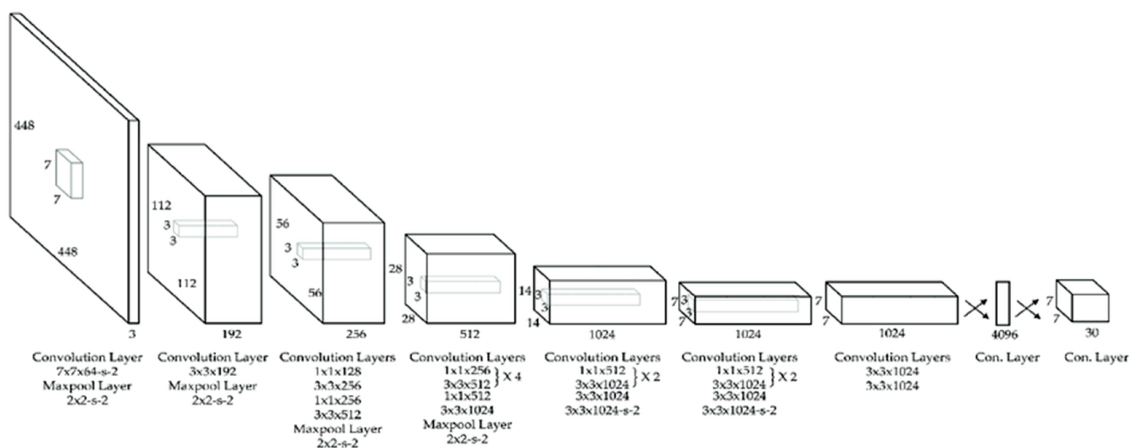 448
7
7
448
3
112
3
3
112
192
56
3
3
56
256
28
3
3
28
512
14
3
3
14
1024
7
3
3
7
1024
7
7
1024
4096
7
7
30
Convolution Layer
7x7x64-s-2
Maxpool Layer
2x2-s-2
Convolution Layer
3x3x192
Maxpool Layer
2x2-s-2
Convolution Layers
1x1x128
3x3x256
1x1x256
3x3x512
Maxpool Layer
2x2-s-2
Convolution Layers
1x1x256
3x3x512 } X 4
1x1x512
3x3x1024
Maxpool Layer
2x2-s-2
Convolution Layers
1x1x512
3x3x1024 } X 2
3x3x1024
3x3x1024-s-2
Convolution Layers
1x1x512
3x3x1024 } X 2
3x3x1024
3x3x1024-s-2
Convolution Layers
3x3x1024
3x3x1024
Con. Layer
Con. Layer